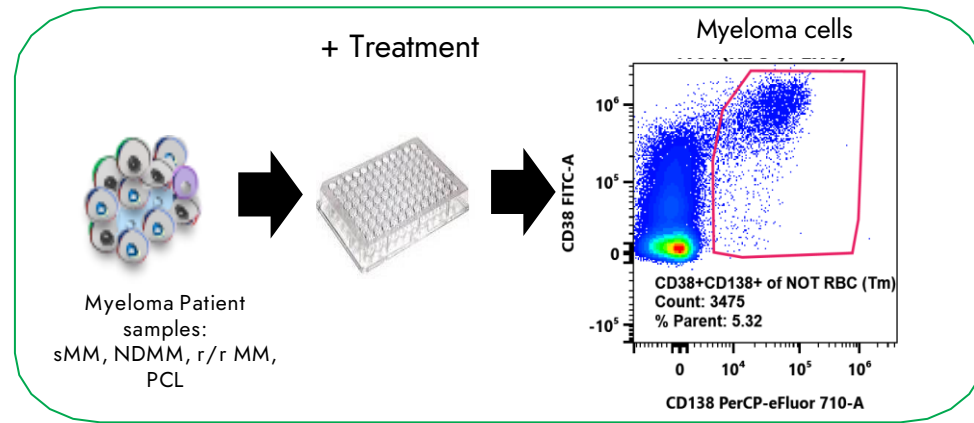 + Treatment
Myeloma cells
Myeloma Patient
samples:
sMM, NDMM, r/r MM,
PCL
CD38 FITC-A
10⁶
10⁵
0
-10⁵
CD38+CD138+ of NOT RBC (Tm)
Count: 3475
% Parent: 5.32
0 10⁴ 10⁵ 10⁶
CD138 PerCP-eFluor 710-A